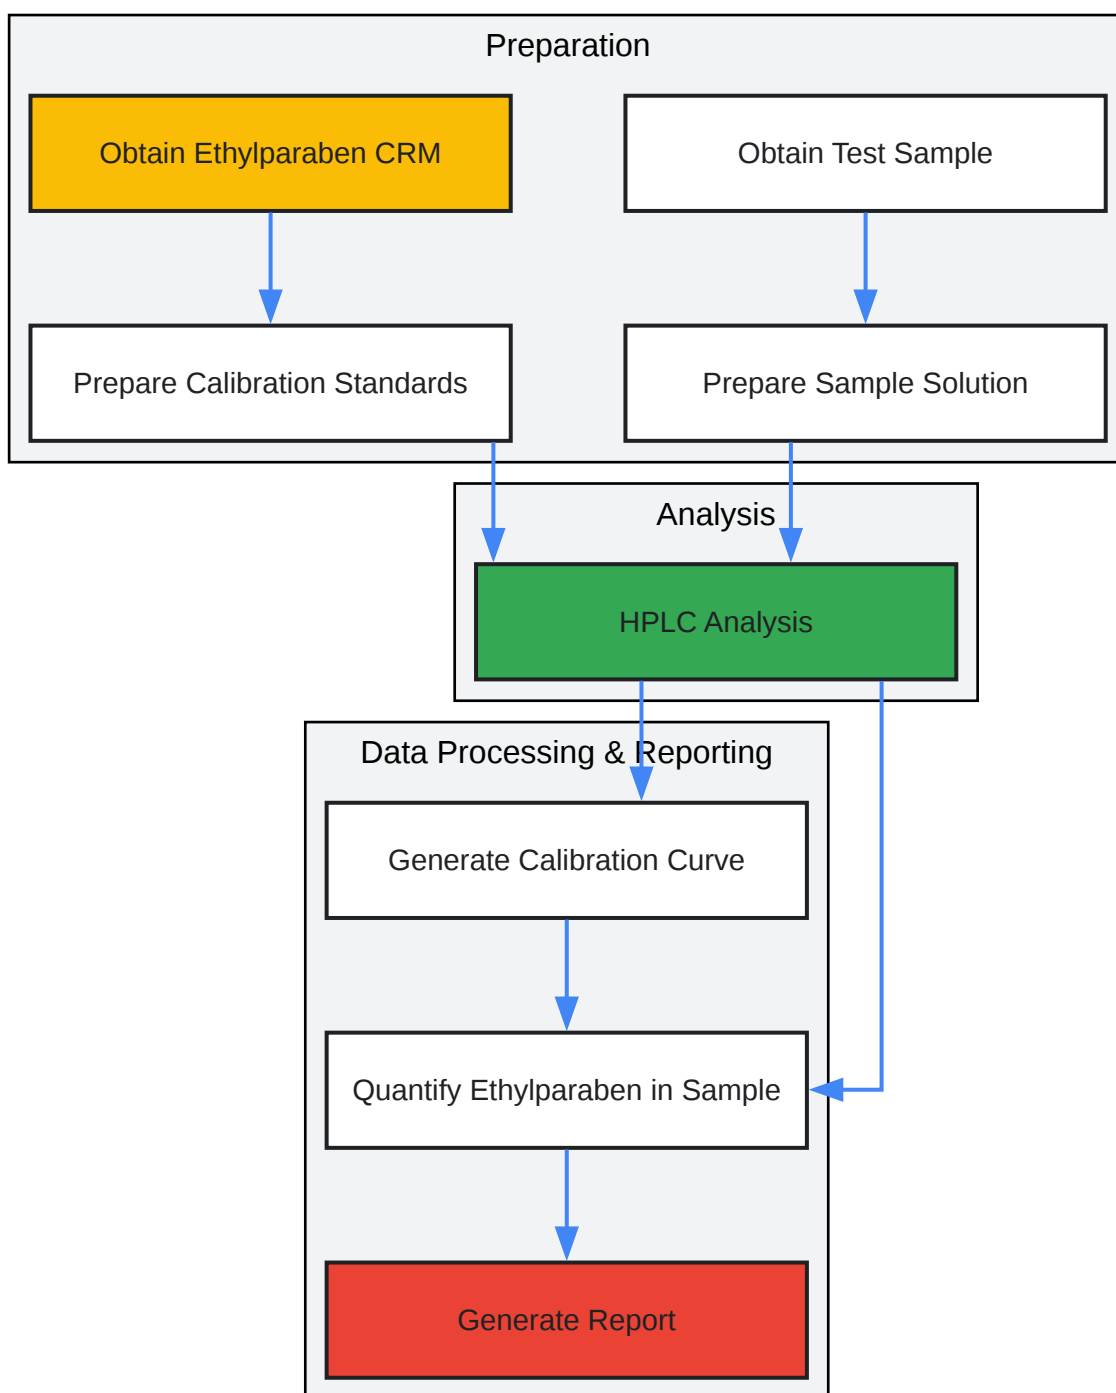 Preparation
Obtain Ethylparaben CRM
Obtain Test Sample
Prepare Calibration Standards
Prepare Sample Solution
Analysis
HPLC Analysis
Data Processing & Reporting
Generate Calibration Curve
Quantify Ethylparaben in Sample
Generate Report